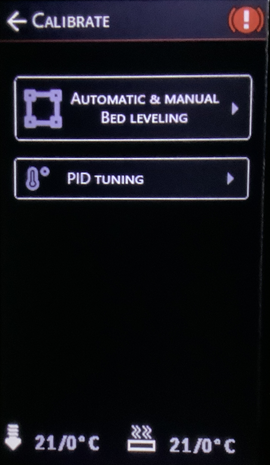 Calibrate
Automatic & manual
Bed leveling
PID tuning
21/0°C 21/0°C